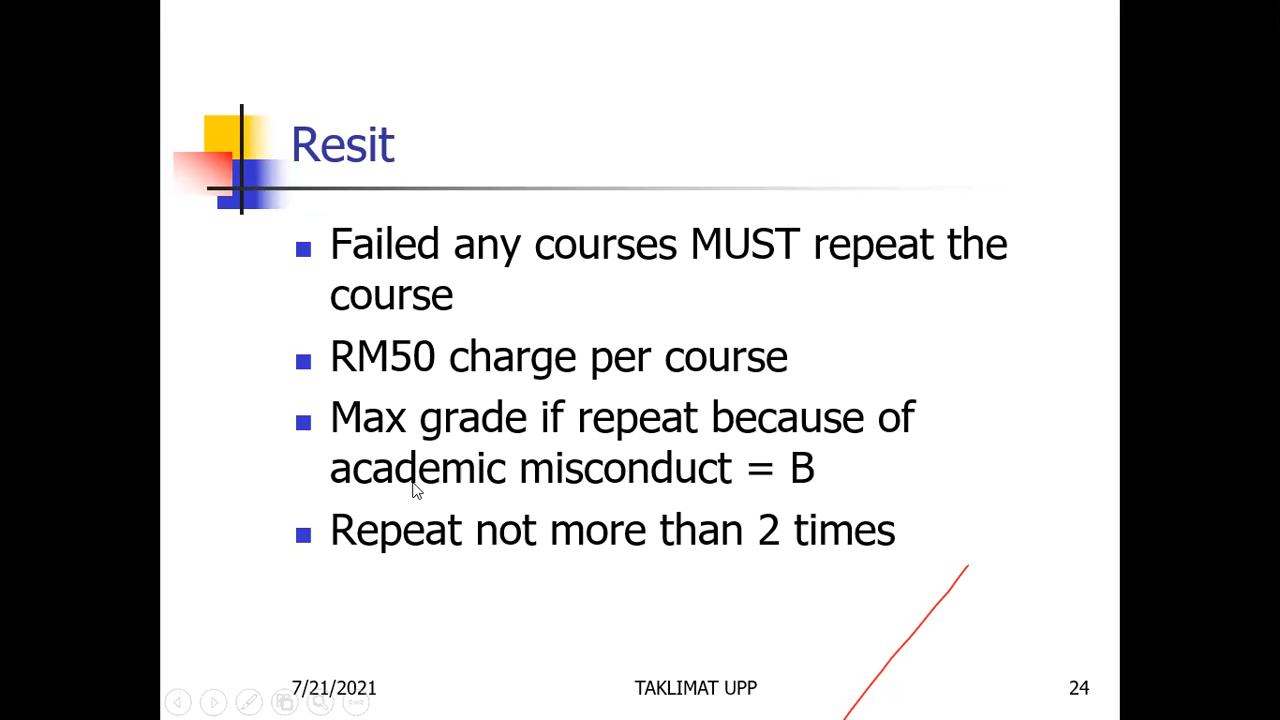 Resit
Failed any courses MUST repeat the
course
RM50 charge per course
Max grade if repeat because of
academic misconduct = B
Repeat not more than 2 times
7/21/2021
TAKLIMAT UPP
24